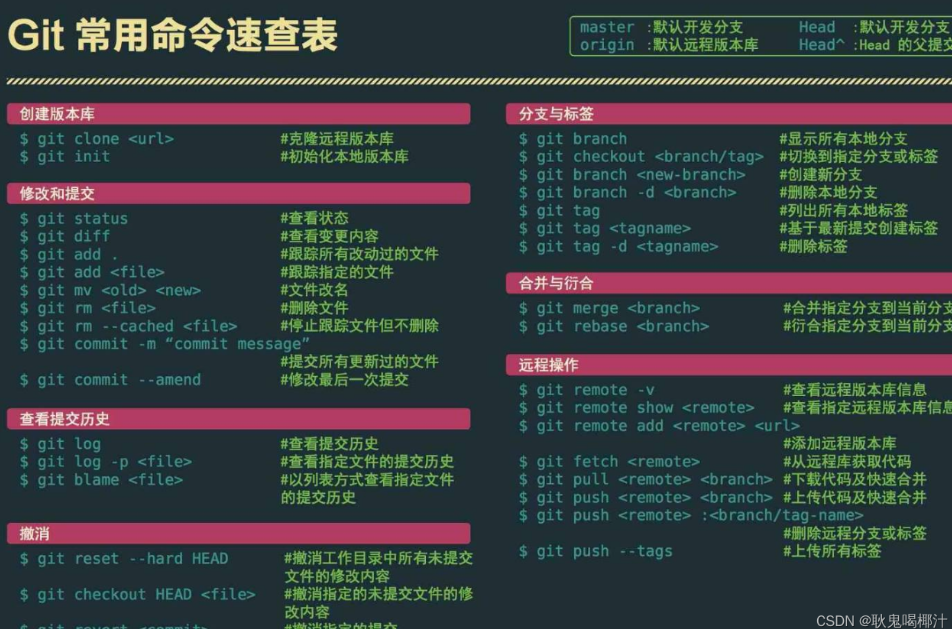 Git 常用命令速查表
master :默认开发分支 Head :默认开发分支
origin :默认远程版本库 Head^ :Head 的父提交
创建版本库
$ git clone <url> #克隆远程版本库
$ git init #初始化本地版本库
修改和提交
$ git status #查看状态
$ git diff #查看变更内容
$ git add . #跟踪所有改动过的文件
$ git add <file> #跟踪指定的文件
$ git mv <old> <new> #文件改名
$ git rm <file> #删除文件
$ git rm --cached <file> #停止跟踪文件但不删除
$ git commit -m “commit message”
#提交所有更新过的文件
$ git commit --amend #修改最后一次提交
查看提交历史
$ git log #查看提交历史
$ git log -p <file> #查看指定文件的提交历史
$ git blame <file> #以列表方式查看指定文件
的提交历史
撤消
$ git reset --hard HEAD #撤消工作目录中所有未提交
文件的修改内容
$ git checkout HEAD <file> #撤消指定的未提交文件的修
改内容
$ git revert <commit> #撤消指定的提交
分支与标签
$ git branch #显示所有本地分支
$ git checkout <branch/tag> #切换到指定分支或标签
$ git branch <new-branch> #创建新分支
$ git branch -d <branch> #删除本地分支
$ git tag #列出所有本地标签
$ git tag <tagname> #基于最新提交创建标签
$ git tag -d <tagname> #删除标签
合并与衍合
$ git merge <branch> #合并指定分支到当前分支
$ git rebase <branch> #衍合指定分支到当前分支
远程操作
$ git remote -v #查看远程版本库信息
$ git remote show <remote> #查看指定远程版本库信息
$ git remote add <remote> <url>
#添加远程版本库
$ git fetch <remote> #从远程库获取代码
$ git pull <remote> <branch> #下载代码及快速合并
$ git push <remote> <branch> #上传代码及快速合并
$ git push <remote> :<branch/tag-name>
#删除远程分支或标签
$ git push --tags #上传所有标签
CSDN @耿鬼喝椰汁